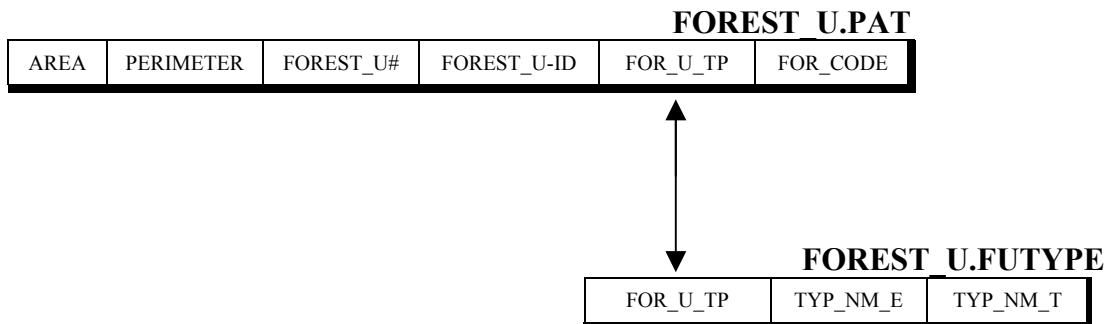 FOREST_U.PAT
AREA PERIMETER FOREST_U# FOREST_U-ID FOR_U_TP FOR_CODE
FOREST_U.FUTYPE
FOR_U_TP TYP_NM_E TYP_NM_T